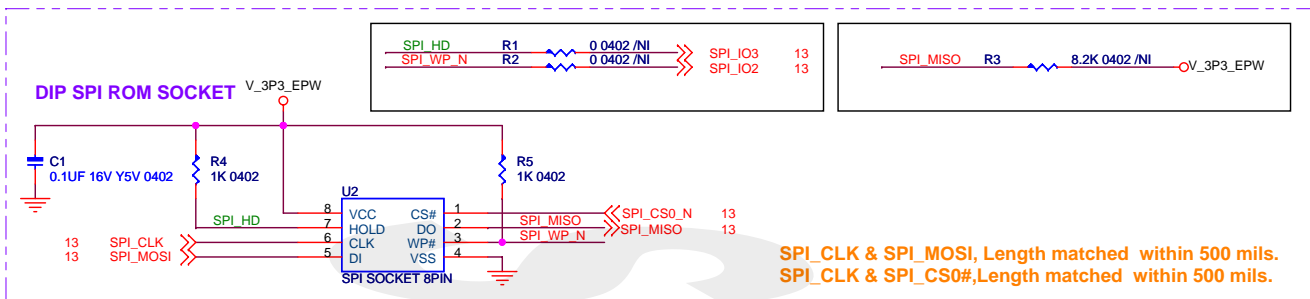 SPI_HD R1 0 0402 /NI SPI_IO3 13
SPI_WP_N R2 0 0402 /NI SPI_IO2 13
SPI_MISO R3 8.2K 0402 /NI V_3P3_EPW
DIP SPI ROM SOCKET
V_3P3_EPW
C1
0.1UF 16V Y5V 0402
R4
1K 0402
R5
1K 0402
U2
SPI_HD
8 VCC CS# 1 SPI_CS0_N 13
7 HOLD DO 2 SPI_MISO SPI_MISO 13
13 SPI_CLK 6 CLK WP# 3 SPI_WP_N
13 SPI_MOSI 5 DI VSS 4
SPI SOCKET 8PIN
SPI_CLK & SPI_MOSI, Length matched within 500 mils.
SPI_CLK & SPI_CS0#,Length matched within 500 mils.